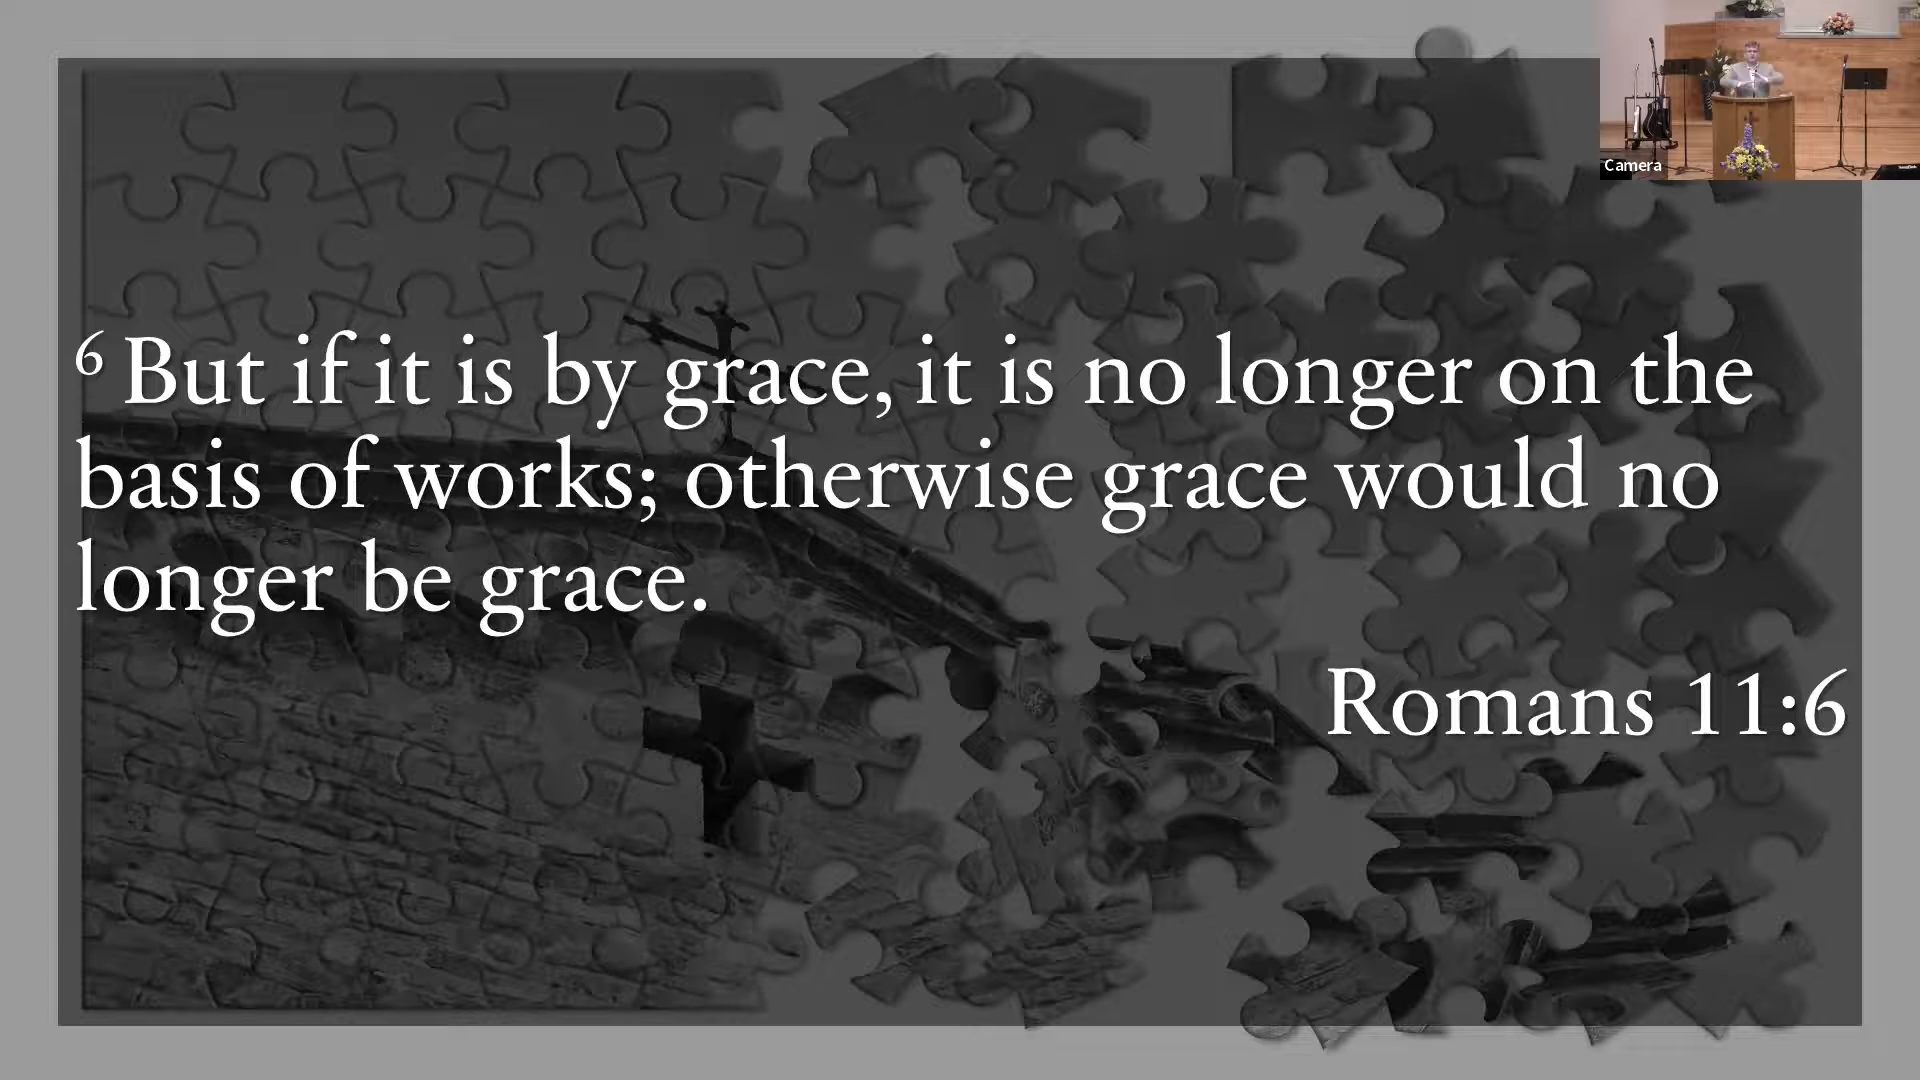 Camera
6 But if it is by grace, it is no longer on the
basis of works; otherwise grace would no
longer be grace.
Romans 11:6